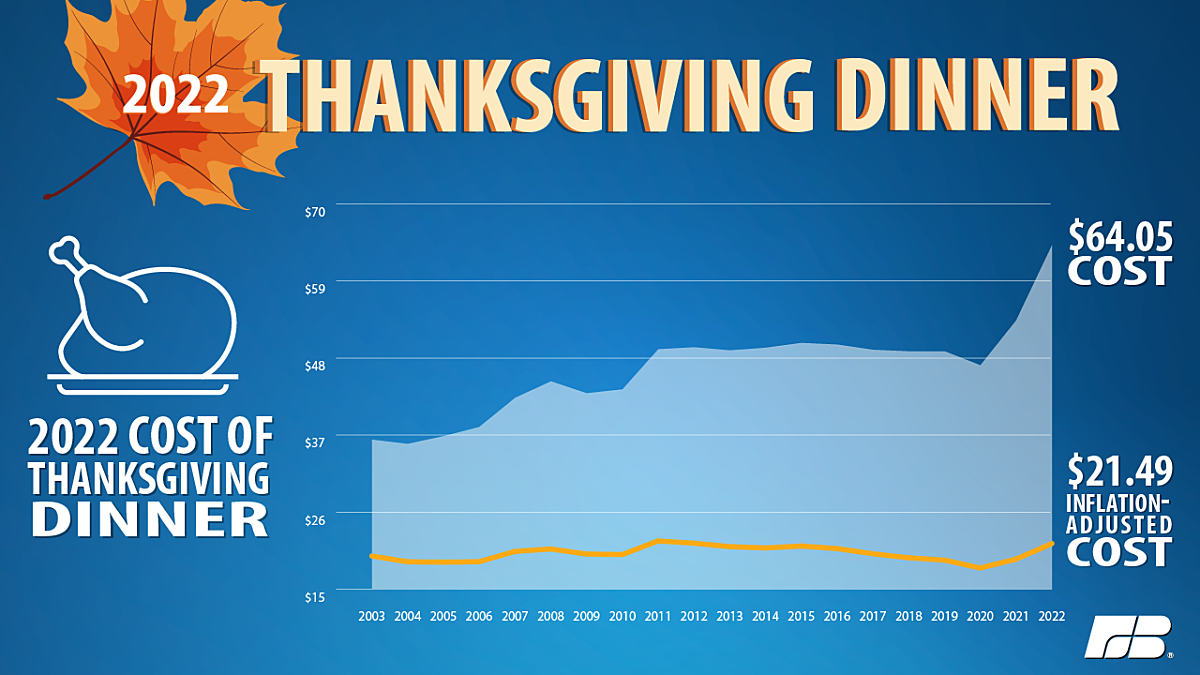 2022 THANKSGIVING DINNER
$70
$59
$48
$37
$26
$15
2003 2004 2005 2006 2007 2008 2009 2010 2011 2012 2013 2014 2015 2016 2017 2018 2019 2020 2021 2022
2022 COST OF
THANKSGIVING
DINNER
$64.05
COST
$21.49
INFLATION-
ADJUSTED
COST
FB®